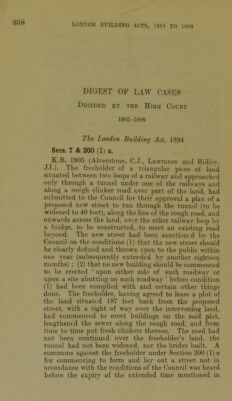 368
LONDON BUILDING ACTS, 1894 TO 1908
DIGEST OF LAW CASES
DECIDED BY THE HIGH COURT
1905-1908
The London Building Act, 1894
Secs. 7 & 200 (1) a.
K.B. 1905 (Alverstone, C.J., Lawrance and Ridley,
JJ.). The freeholder of a triangular piece of land
situated between two loops of a railway and approached
only through a tunnel under one of the railways and
along a rough clinker road over part of the land, had
submitted to the Council for their approval a plan of a
proposed new street to run through the tunnel (to be
widened to 40 feet), along the line of the rough road, and
onwards across the land, over the other railway loop by
a bridge, to be constructed, to meet an existing road
beyond. The new street had been sanctioned by the
Council on the conditions (1) that the new street should
be clearly defined and thrown open to the public within
one year (subsequently extended by another eighteen
months); (2) that no new building should be commenced
to be erected 'upon either side of such roadway or
upon a site abutting on such roadway' before condition
(1) had been complied with and certain other things
done. The freeholder, having agreed to lease a plot of
the land situated 187 feet back from the proposed
street, with a right of way over the intervening land,
had commenced to erect buildings on the said plot,
lengthened the sewer along the rough road, and from
time to time put fresh clinkers thereon. The road had
not been continued over the freeholder's land, the
tunnel had not been widened, nor the bridge built. A
summons against the freeholder under Section 200 (1) a
for commencing to form and lay out a street not in
accordance with the conditions of the Council was heard
before the expiry of the extended time mentioned in